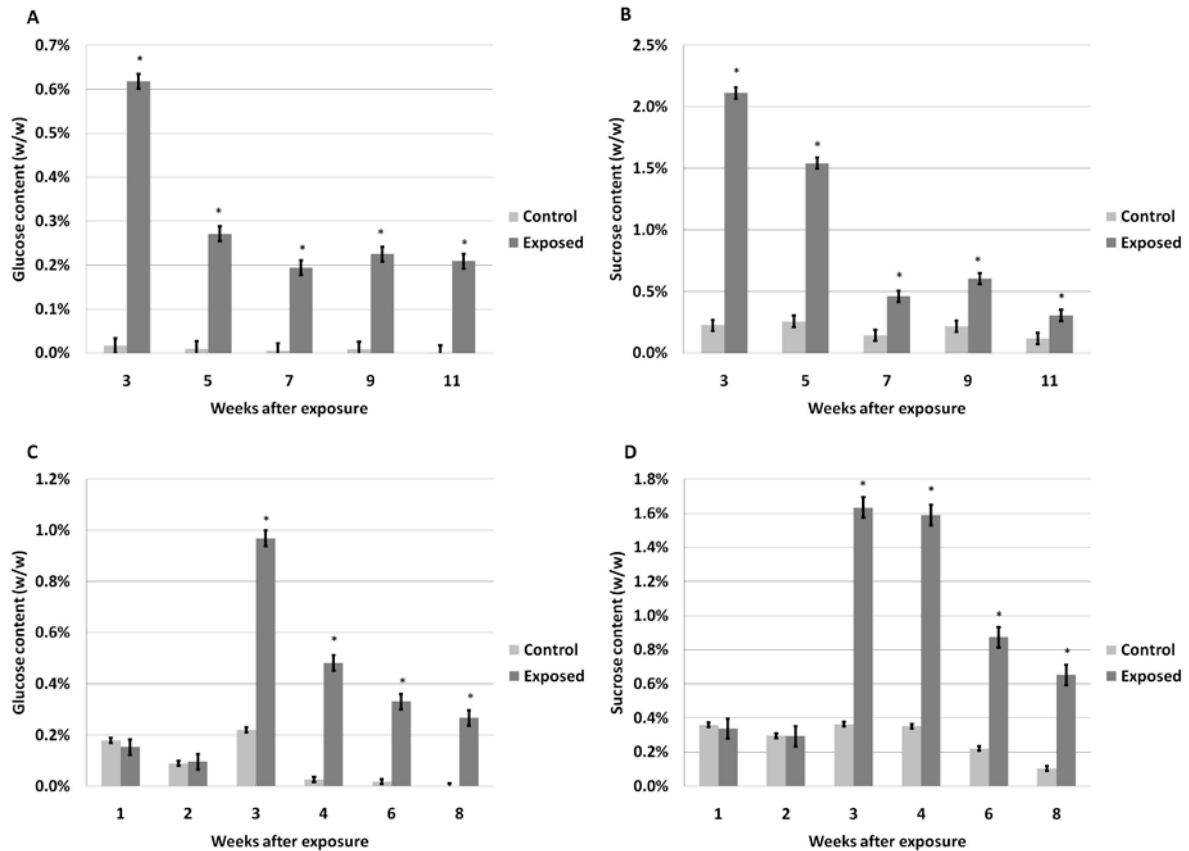 A
Glucose content (w/w)
0.7%
0.6%
0.5%
0.4%
0.3%
0.2%
0.1%
0.0%
* * * * *
3 5 7 9 11
Weeks after exposure
Control
Exposed
B
Sucrose content (w/w)
2.5%
2.0%
1.5%
1.0%
0.5%
0.0%
* * * * *
3 5 7 9 11
Weeks after exposure
Control
Exposed
C
Glucose content (w/w)
1.2%
1.0%
0.8%
0.6%
0.4%
0.2%
0.0%
* * * *
1 2 3 4 6 8
Weeks after exposure
Control
Exposed
D
Sucrose content (w/w)
1.8%
1.6%
1.4%
1.2%
1.0%
0.8%
0.6%
0.4%
0.2%
0.0%
* * * *
1 2 3 4 6 8
Weeks after exposure
Control
Exposed